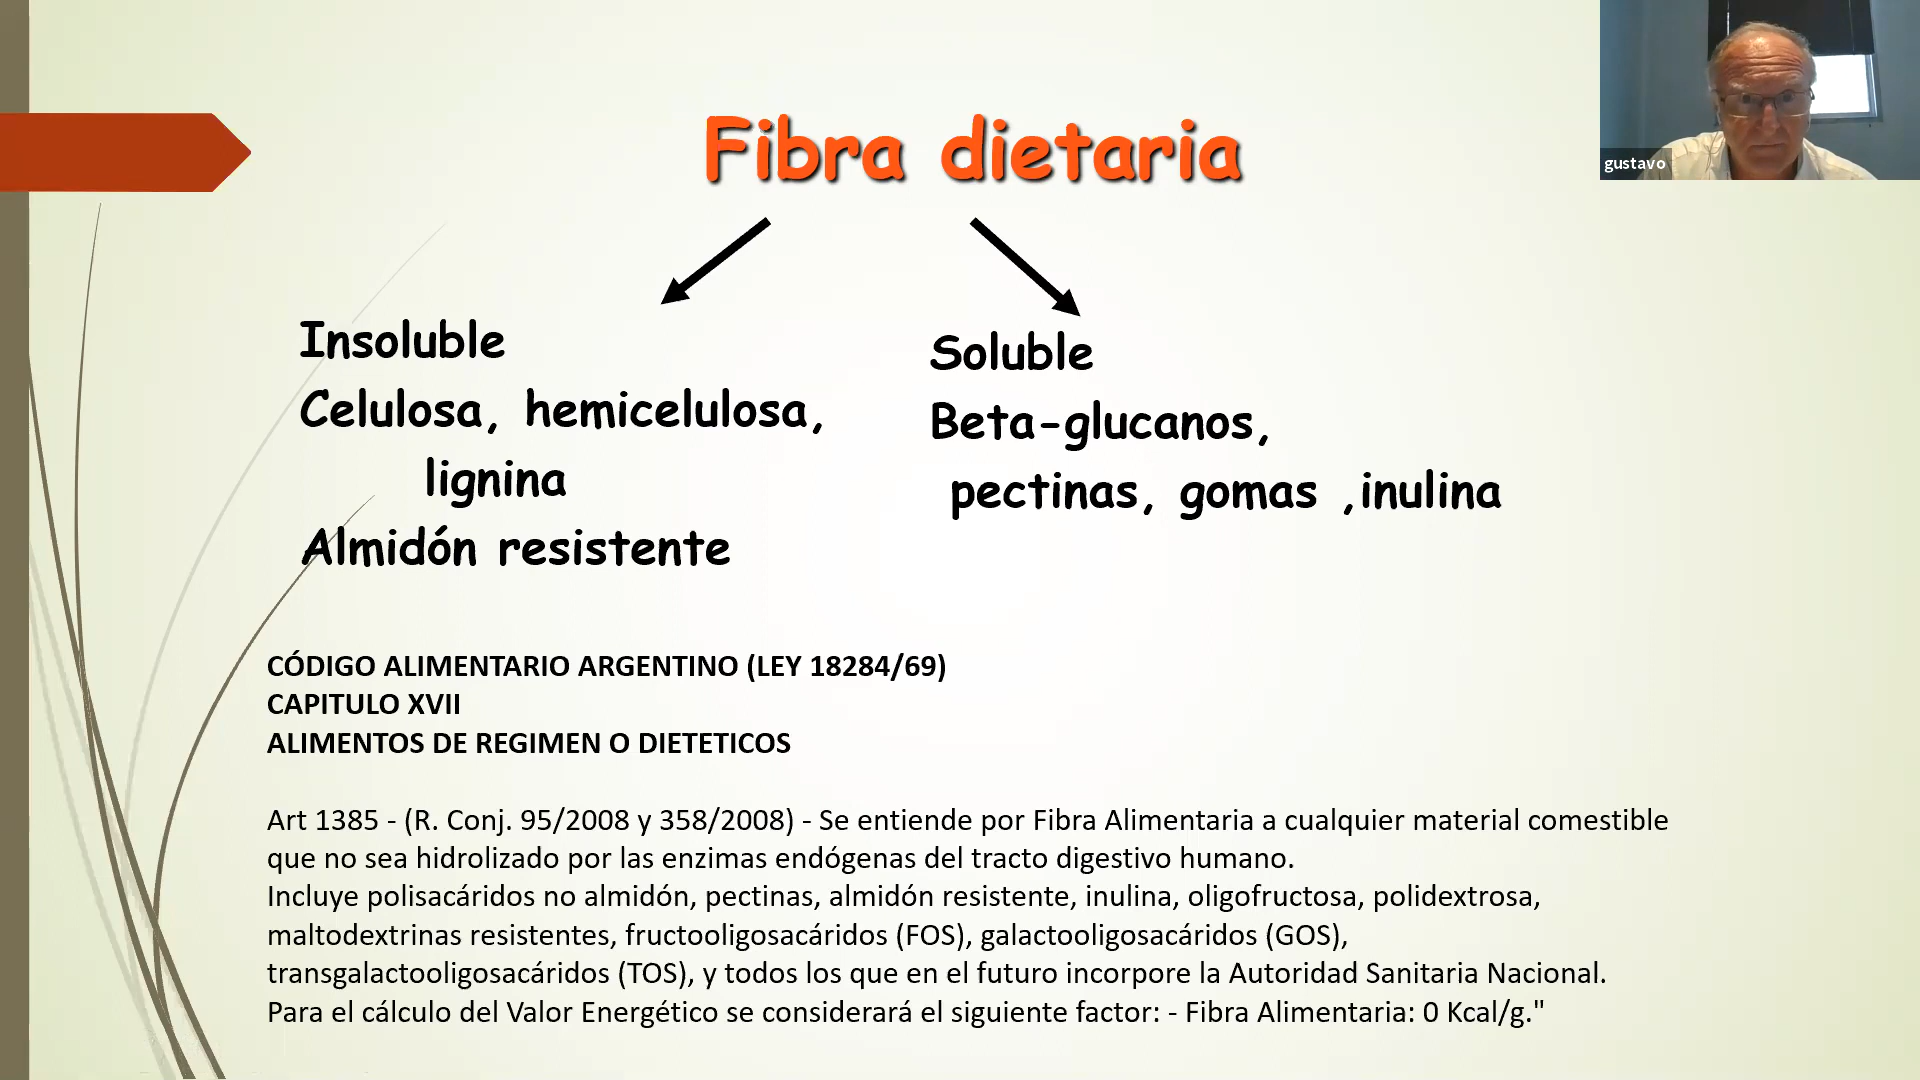 Fibra dietaria
gustavo
Insoluble
Celulosa, hemicelulosa,
lignina
Almidón resistente
Soluble
Beta-glucanos,
pectinas, gomas ,inulina
CÓDIGO ALIMENTARIO ARGENTINO (LEY 18284/69)
CAPITULO XVII
ALIMENTOS DE REGIMEN O DIETETICOS
Art 1385 - (R. Conj. 95/2008 y 358/2008) - Se entiende por Fibra Alimentaria a cualquier material comestible
que no sea hidrolizado por las enzimas endógenas del tracto digestivo humano.
Incluye polisacáridos no almidón, pectinas, almidón resistente, inulina, oligofructosa, polidextrosa,
maltodextrinas resistentes, fructooligosacáridos (FOS), galactooligosacáridos (GOS),
transgalactooligosacáridos (TOS), y todos los que en el futuro incorpore la Autoridad Sanitaria Nacional.
Para el cálculo del Valor Energético se considerará el siguiente factor: - Fibra Alimentaria: 0 Kcal/g."